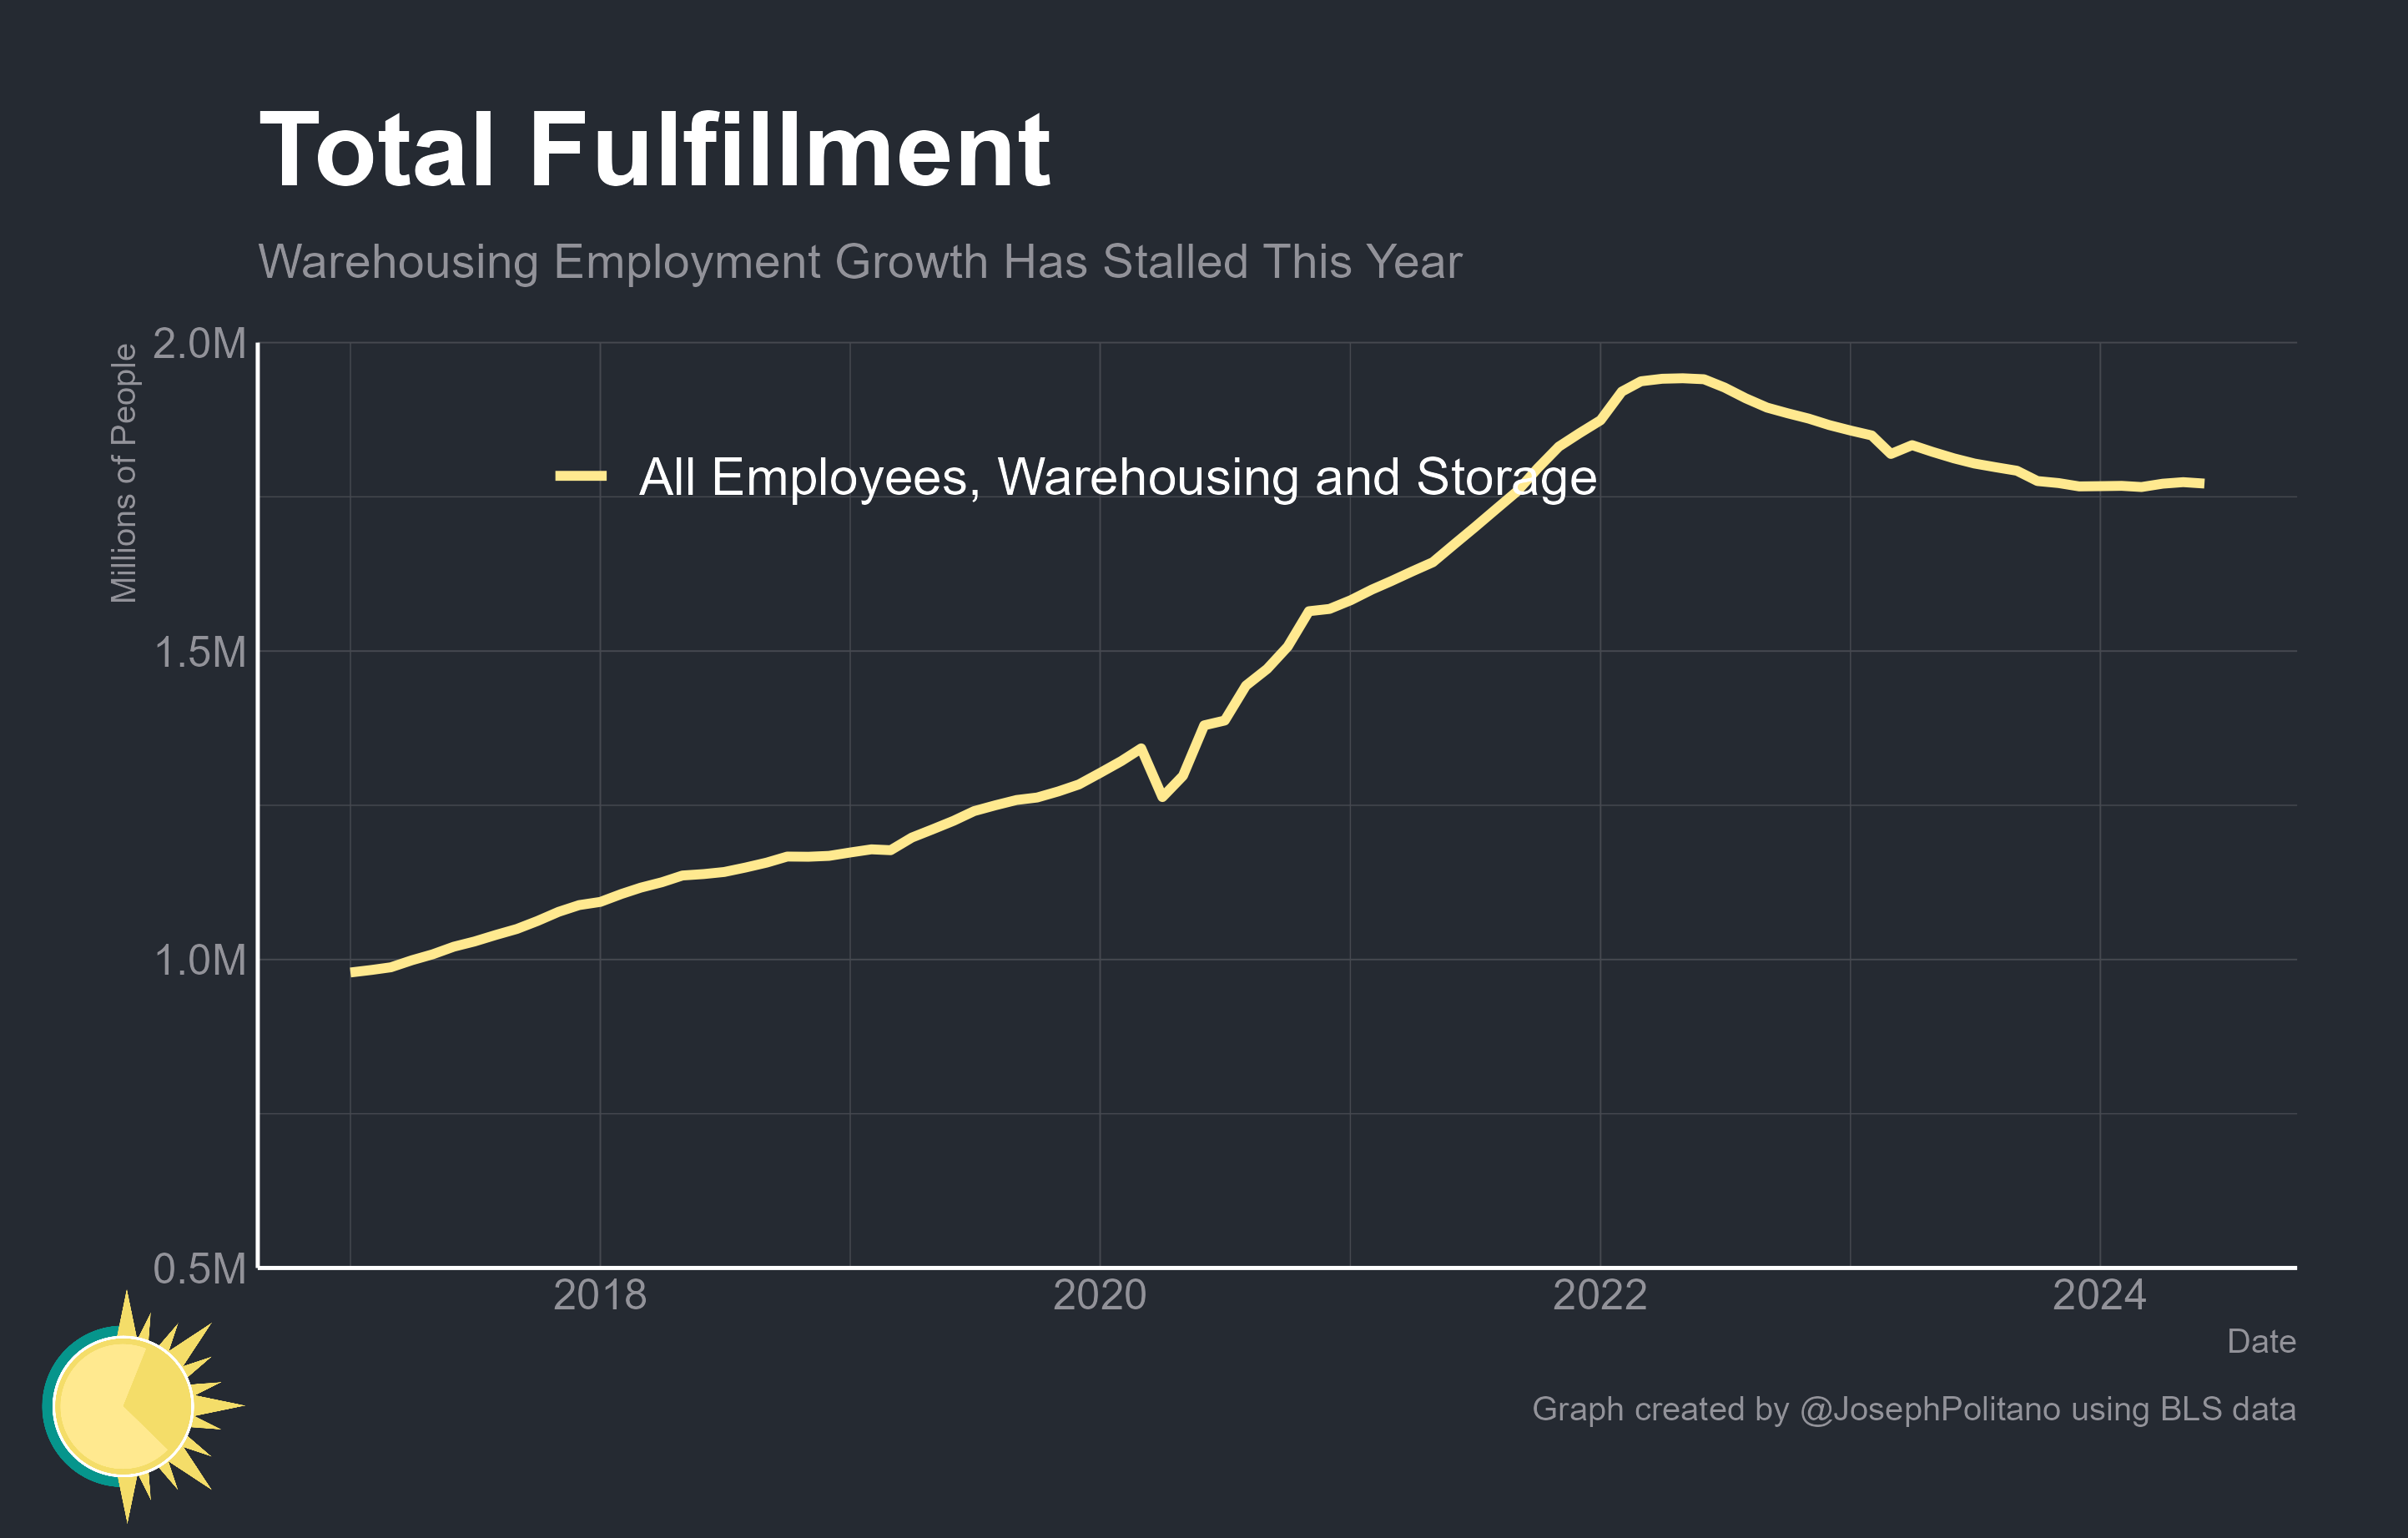 Total Fulfillment
Warehousing Employment Growth Has Stalled This Year
Millions of People
2.0M
1.5M
1.0M
0.5M
All Employees, Warehousing and Storage
2018
2020
2022
2024
Date
Graph created by @JosephPolitano using BLS data